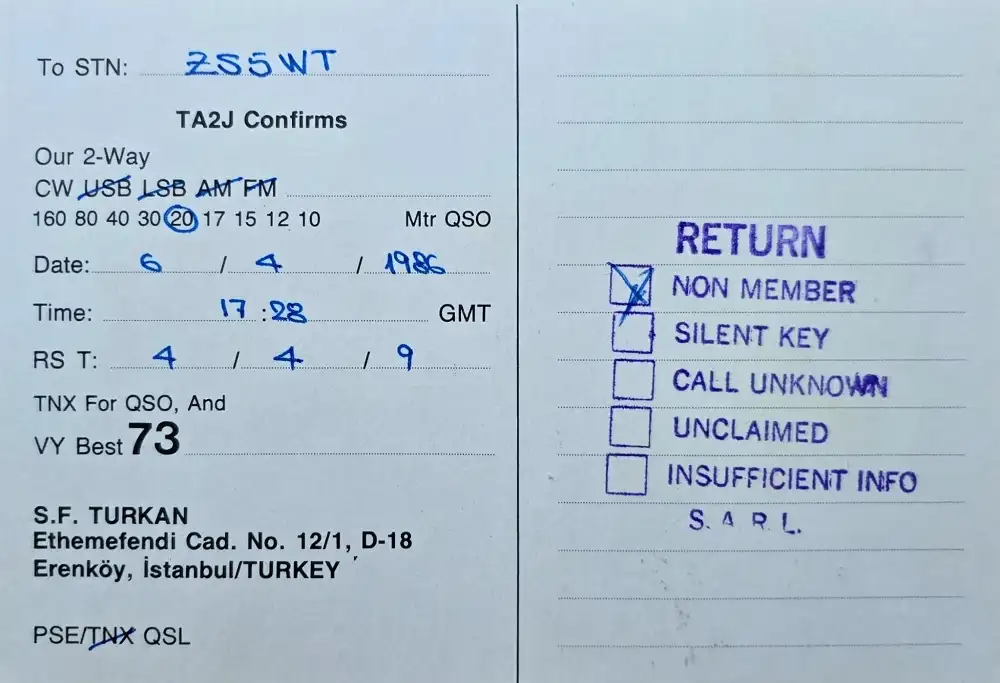 To STN: ZS5WT
TA2J Confirms
Our 2-Way
CW USB LSB AM FM
160 80 40 30 20 17 15 12 10 Mtr QSO
Date: 6 / 4 / 1986
Time: 17 : 28 GMT
RS T: 4 / 4 / 9
TNX For QSO, And
VY Best 73
S.F. TURKAN
Ethemefendi Cad. No. 12/1, D-18
Erenköy, İstanbul/TURKEY
PSE/TNX QSL
RETURN
NON MEMBER
SILENT KEY
CALL UNKNOWN
UNCLAIMED
INSUFFICIENT INFO
S. A R. L.